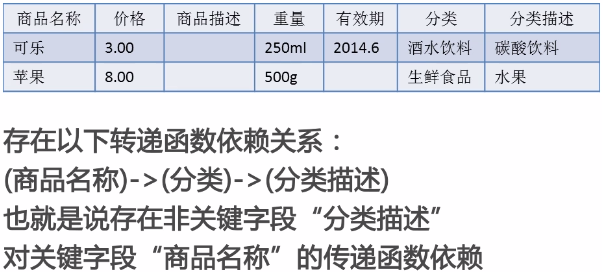 商品名称 价格 商品描述 重量 有效期 分类 分类描述
可乐 3.00 250ml 2014.6 酒水饮料 碳酸饮料
苹果 8.00 500g 生鲜食品 水果
存在以下转递函数依赖关系：
(商品名称)->(分类)->(分类描述)
也就是说存在非关键字段“分类描述”
对关键字段“商品名称”的传递函数依赖